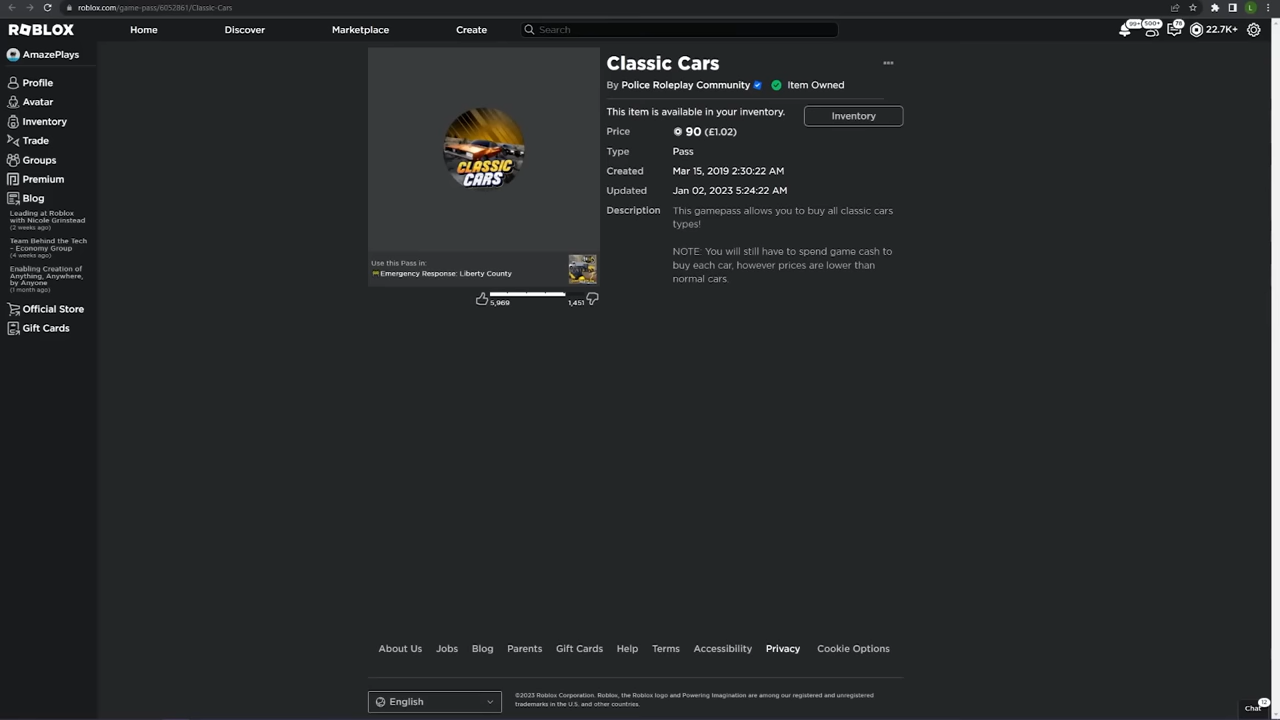 roblox.com/game-pass/6052861/Classic-Cars
ROBLOX
Home
Discover
Marketplace
Create
Search
99+
500+
76
22.7K+
AmazePlays
Profile
Avatar
Inventory
Trade
Groups
Premium
Blog
Leading at Roblox
with Nicole Grinstead
(2 weeks ago)
Team Behind the Tech
- Economy Group
(4 weeks ago)
Enabling Creation of
Anything, Anywhere,
by Anyone
(1 month ago)
Official Store
Gift Cards
CLASSIC
CARS
Use this Pass in:
Emergency Response: Liberty County
5,969
1,451
Classic Cars
By Police Roleplay Community
Item Owned
This item is available in your inventory.
Inventory
Price 90 (£1.02)
Type Pass
Created Mar 15, 2019 2:30:22 AM
Updated Jan 02, 2023 5:24:22 AM
Description This gamepass allows you to buy all classic cars
types!
NOTE: You will still have to spend game cash to
buy each car, however prices are lower than
normal cars.
About Us Jobs Blog Parents Gift Cards Help Terms Accessibility Privacy Cookie Options
English
©2023 Roblox Corporation. Roblox, the Roblox logo and Powering Imagination are among our registered and unregistered
trademarks in the U.S. and other countries.
Chat
12